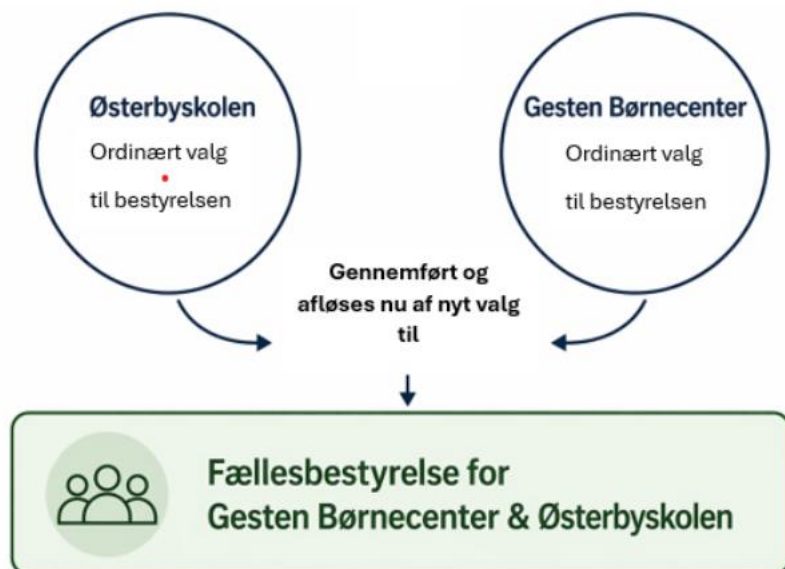 Østerbyskolen
Ordinært valg
til bestyrelsen
Gesten Børnecenter
Ordinært valg
til bestyrelsen
Gennemført og
afløses nu af nyt valg
til
Fællesbestyrelse for
Gesten Børnecenter & Østerbyskolen